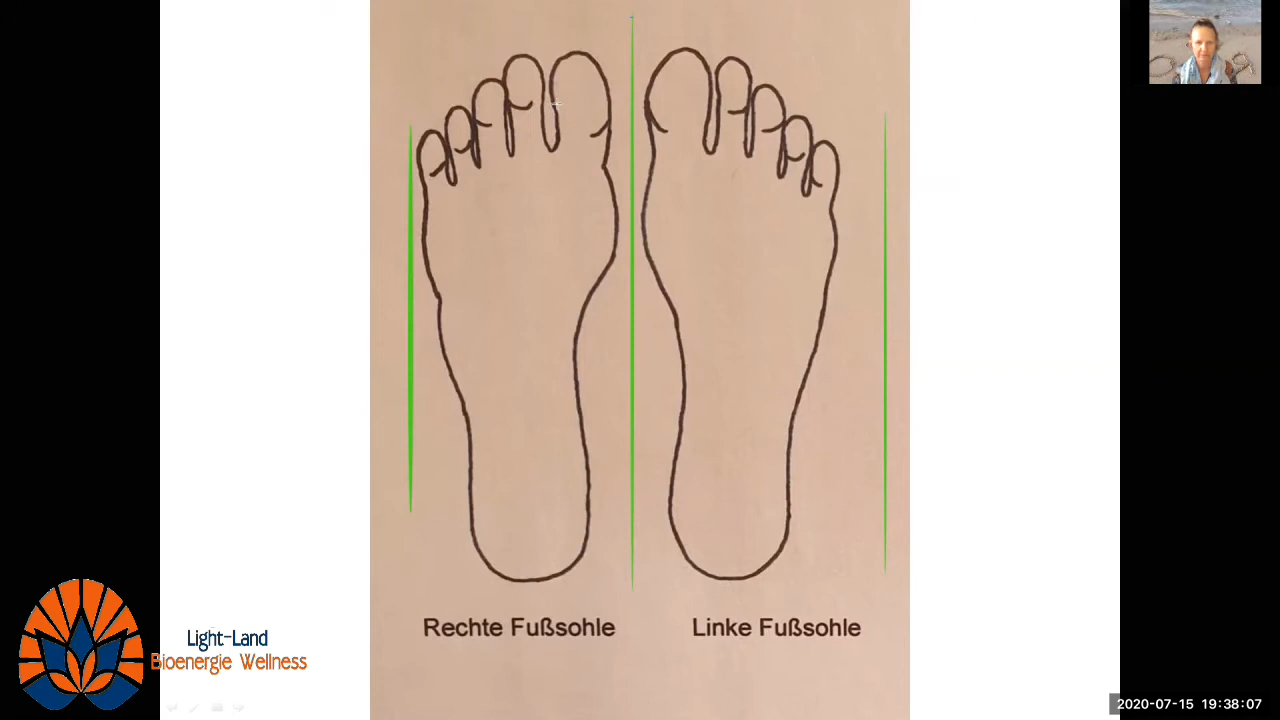 Rechte Fußsohle
Linke Fußsohle
Light-Land
Bioenergie Wellness
2020-07-15 19:38:07